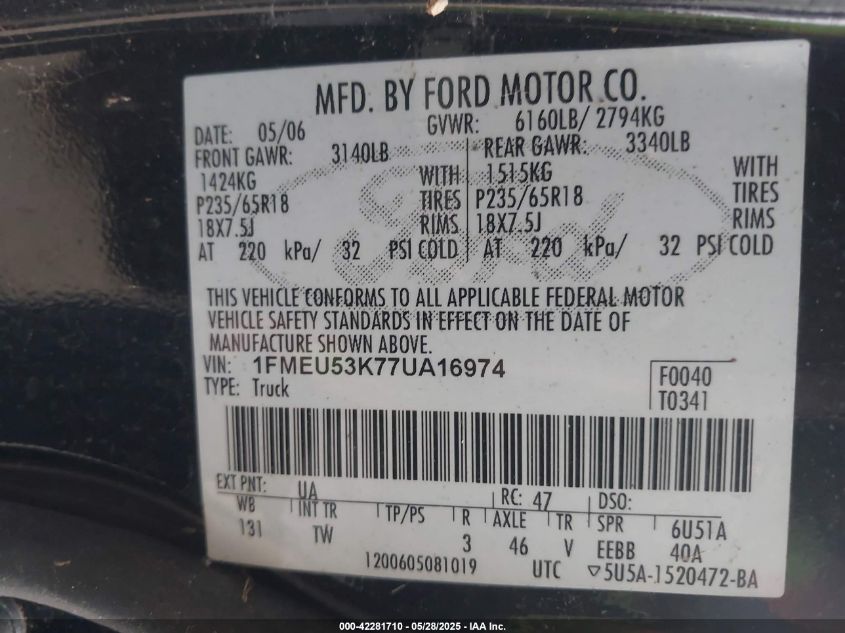 MFD. BY FORD MOTOR CO.
DATE: 05/06 GVWR: 6160LB/ 2794KG
FRONT GAWR: 3140LB REAR GAWR: 3340LB
1424KG WITH 1515KG WITH
P235/65R18 TIRES P235/65R18 TIRES
18X7.5J RIMS 18X7.5J RIMS
AT 220 kPa/ 32 PSI COLD AT 220 kPa/ 32 PSI COLD
Ford
THIS VEHICLE CONFORMS TO ALL APPLICABLE FEDERAL MOTOR
VEHICLE SAFETY STANDARDS IN EFFECT ON THE DATE OF
MANUFACTURE SHOWN ABOVE.
VIN: 1FMEU53K77UA16974 F0040
TYPE: Truck T0341
EXT PNT: UA RC: 47 DSO:
WB INT TR TP/PS R AXLE TR SPR 6U51A
131 TW 3 46 V EEBB 40A
1200605081019 UTC ▽5U5A-1520472-BA
000-42281710 | 05/28/2025 - IAA Inc.